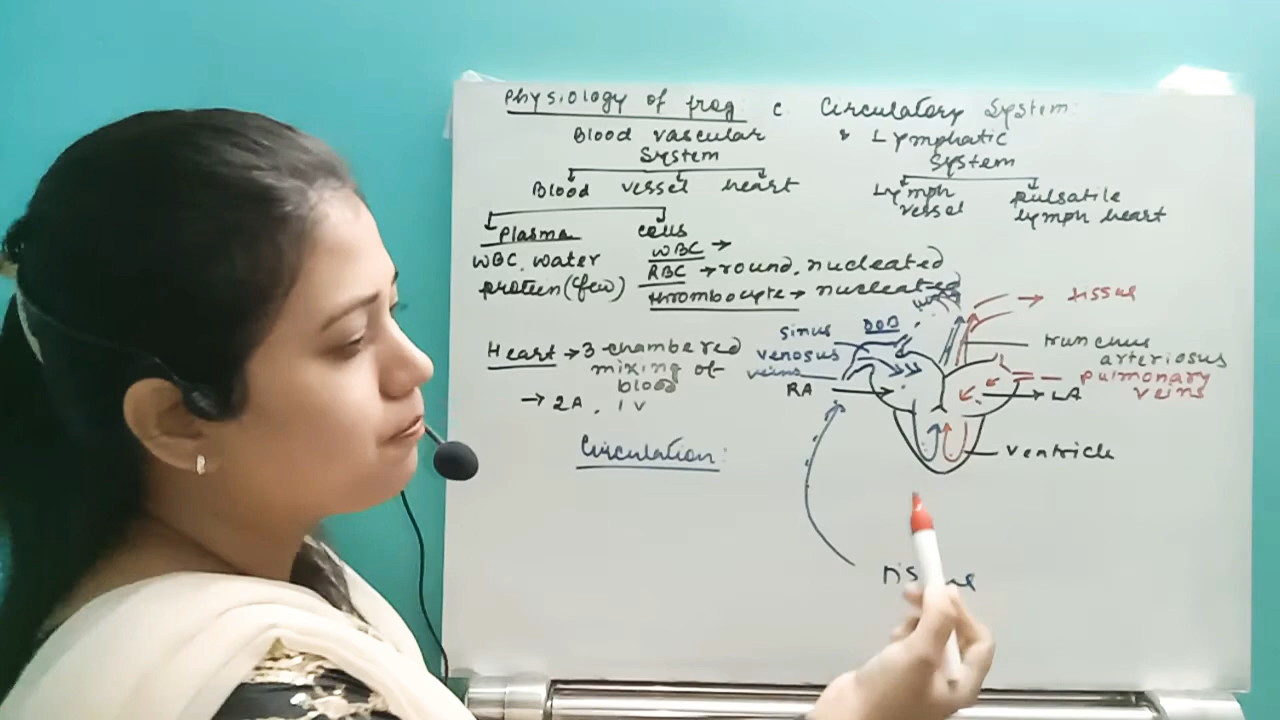 Physiology of frog: c. Circulatory System:
Blood vascular & Lymphatic
System System
Blood vessel heart
Lymph pulsatile
vessel lymph heart
Plasma cells
WBC, water WBC →
protein (few) RBC → round, nucleated
thrombocyte → nucleated
tissue
sinus DOB
venosus
veins
truncus
arteriosus
pulmonary
veins
Heart → 3-chambered
mixing of
blood
→ 2A, 1V
RA
LA
ventricle
Circulation: